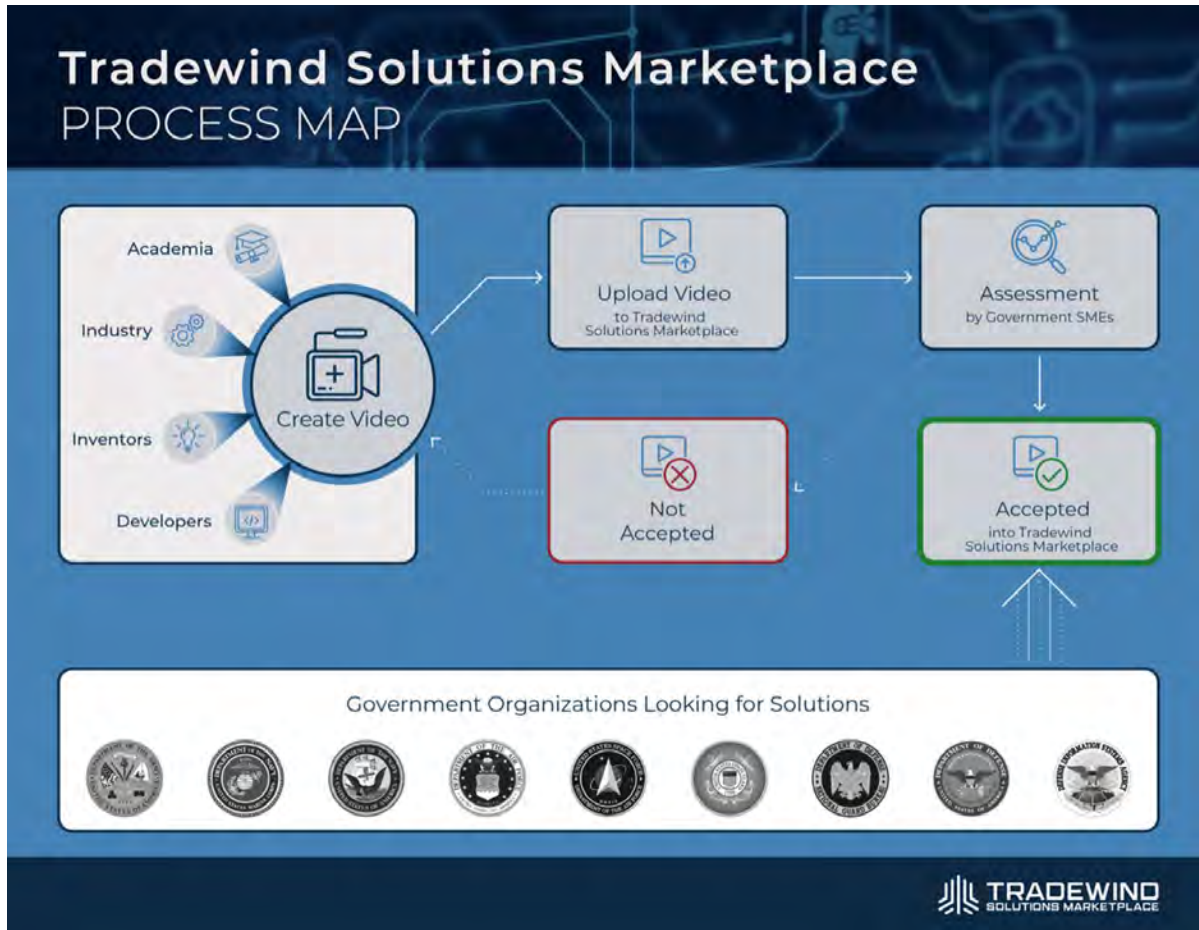 Tradewind Solutions Marketplace
PROCESS MAP
Academia
Industry
Inventors
Developers
Create Video
Upload Video
to Tradewind
Solutions Marketplace
Assessment
by Government SMEs
Not
Accepted
Accepted
into Tradewind
Solutions Marketplace
Government Organizations Looking for Solutions
TRADEWIND
SOLUTIONS MARKETPLACE